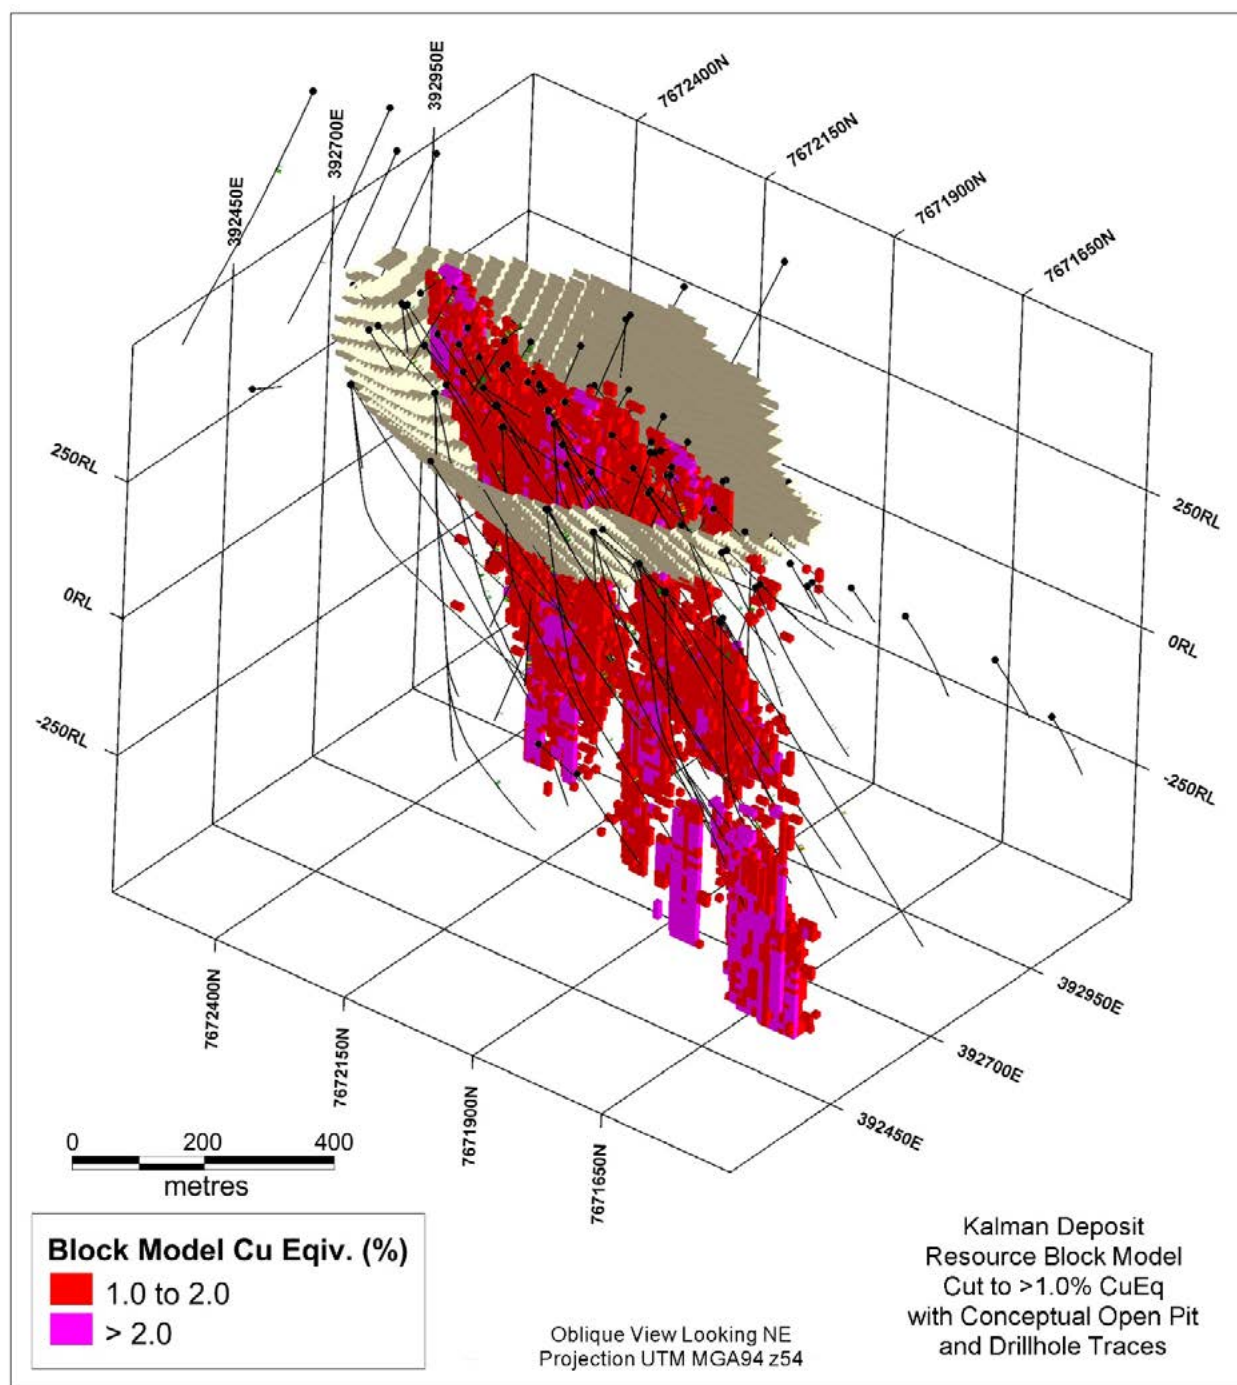 392950E
392700E
392450E
7672400N
7672150N
7671900N
7671650N
250RL
0RL
-250RL
250RL
0RL
-250RL
7672400N
7672150N
7671900N
7671650N
392950E
392700E
392450E
0 200 400
metres
Block Model Cu Eqiv. (%)
1.0 to 2.0
> 2.0
Oblique View Looking NE
Projection UTM MGA94 z54
Kalman Deposit
Resource Block Model
Cut to >1.0% CuEq
with Conceptual Open Pit
and Drillhole Traces